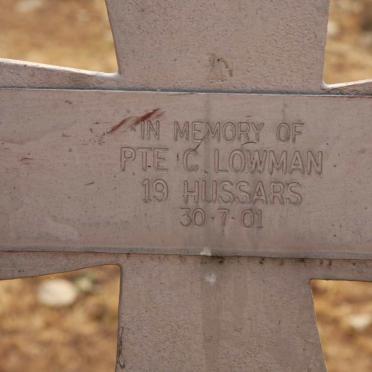 IN MEMORY OF
PTE C. LOWMAN
19 HUSSARS
30·7·01